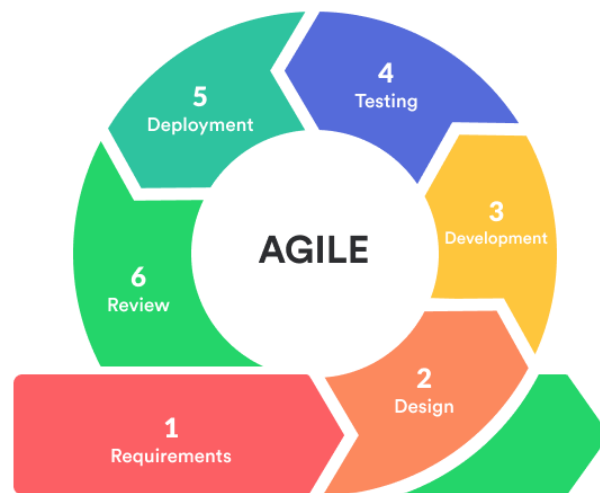 AGILE
1
Requirements
2
Design
3
Development
4
Testing
5
Deployment
6
Review